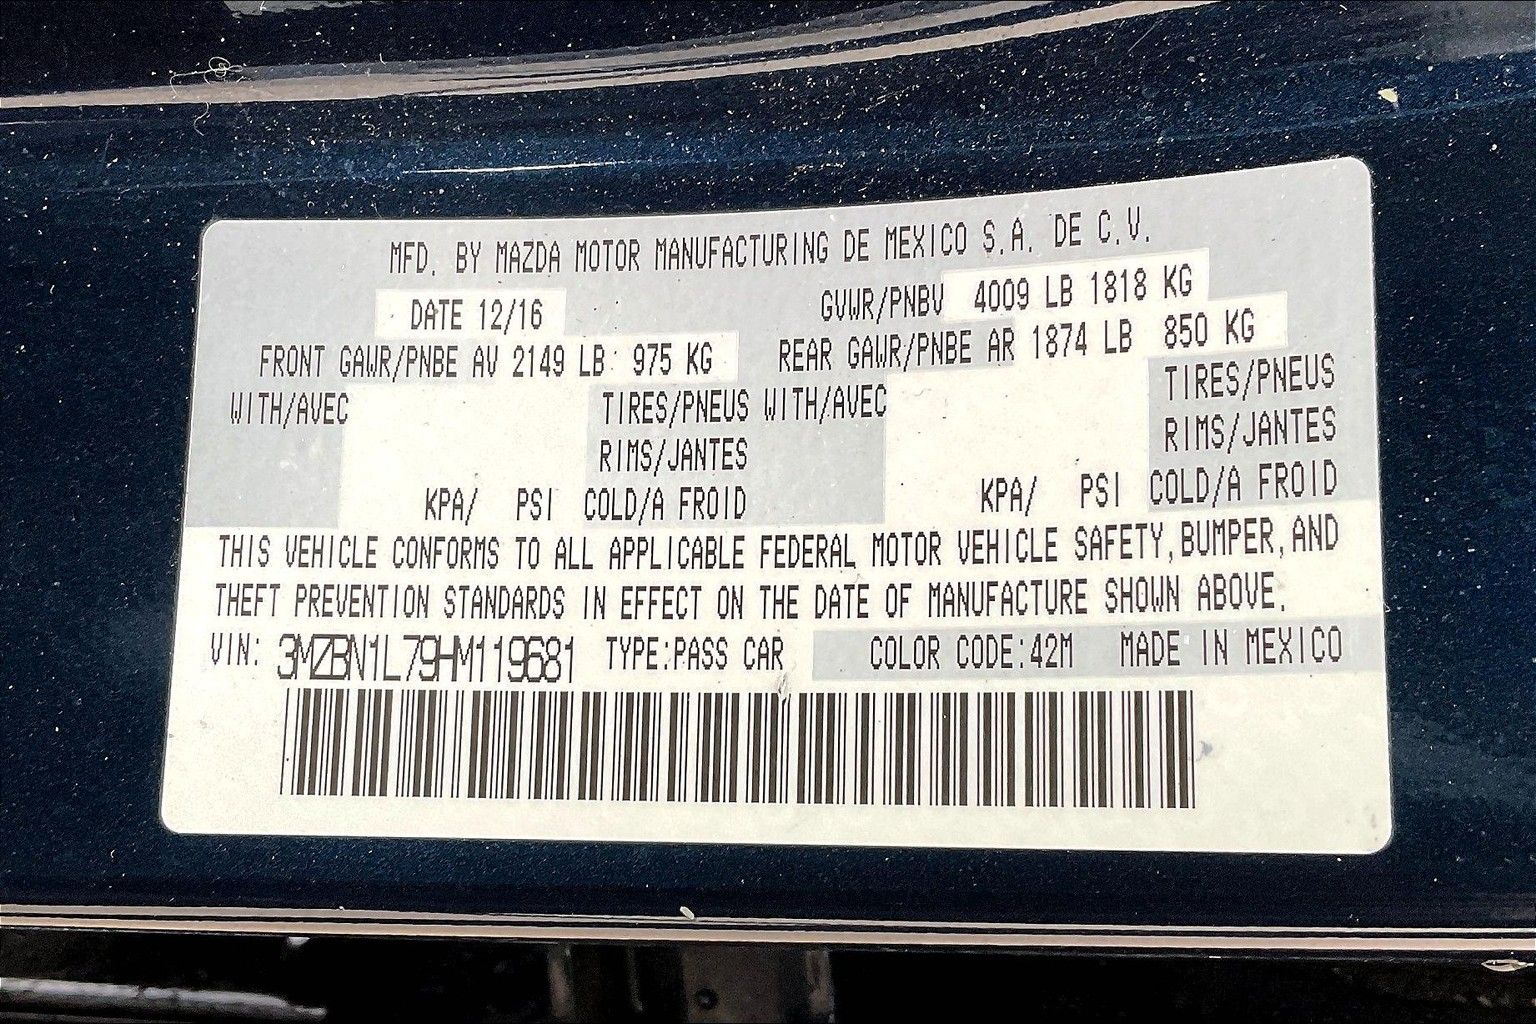 MFD. BY MAZDA MOTOR MANUFACTURING DE MEXICO S.A. DE C.V.
DATE 12/16 GVWR/PNBV 4009 LB 1818 KG
FRONT GAWR/PNBE AV 2149 LB 975 KG REAR GAWR/PNBE AR 1874 LB 850 KG
WITH/AVEC TIRES/PNEUS WITH/AVEC TIRES/PNEUS
RIMS/JANTES RIMS/JANTES
KPA/ PSI COLD/A FROID KPA/ PSI COLD/A FROID
THIS VEHICLE CONFORMS TO ALL APPLICABLE FEDERAL MOTOR VEHICLE SAFETY, BUMPER, AND
THEFT PREVENTION STANDARDS IN EFFECT ON THE DATE OF MANUFACTURE SHOWN ABOVE.
VIN: 3MZBN1L79HM119681 TYPE:PASS CAR COLOR CODE:42M MADE IN MEXICO